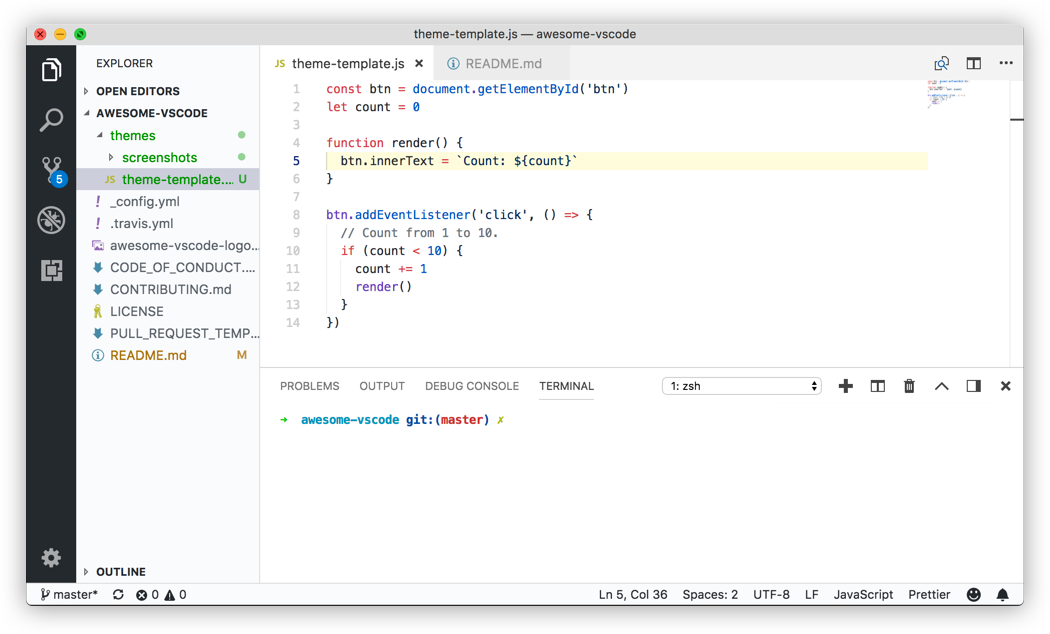 theme-template.js — awesome-vscode
EXPLORER
OPEN EDITORS
AWESOME-VSCODE
themes
screenshots
JS theme-template.... U
! _config.yml
! .travis.yml
awesome-vscode-logo...
CODE_OF_CONDUCT....
CONTRIBUTING.md
LICENSE
PULL_REQUEST_TEMP...
README.md M
OUTLINE
5
JS theme-template.js × README.md
1 const btn = document.getElementById('btn')
2 let count = 0
3
4 function render() {
5 btn.innerText = `Count: ${count}`
6 }
7
8 btn.addEventListener('click', () => {
9 // Count from 1 to 10.
10 if (count < 10) {
11 count += 1
12 render()
13 }
14 })
PROBLEMS OUTPUT DEBUG CONSOLE TERMINAL 1: zsh
➜ awesome-vscode git:(master) ✗
master* 0 0 Ln 5, Col 36 Spaces: 2 UTF-8 LF JavaScript Prettier